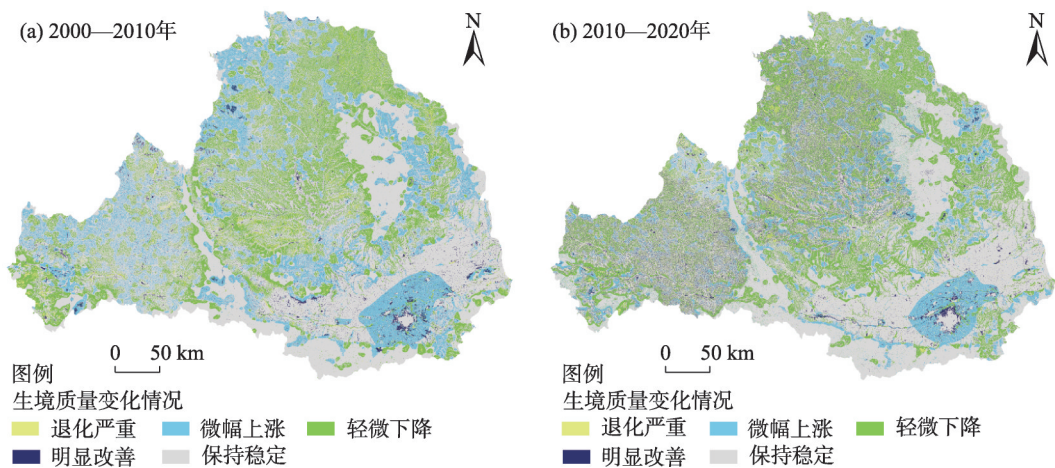 (a) 2000—2010年
N
0 50 km
图例
生境质量变化情况
退化严重 微幅上涨 轻微下降
明显改善 保持稳定
(b) 2010—2020年
N
0 50 km
图例
生境质量变化情况
退化严重 微幅上涨 轻微下降
明显改善 保持稳定